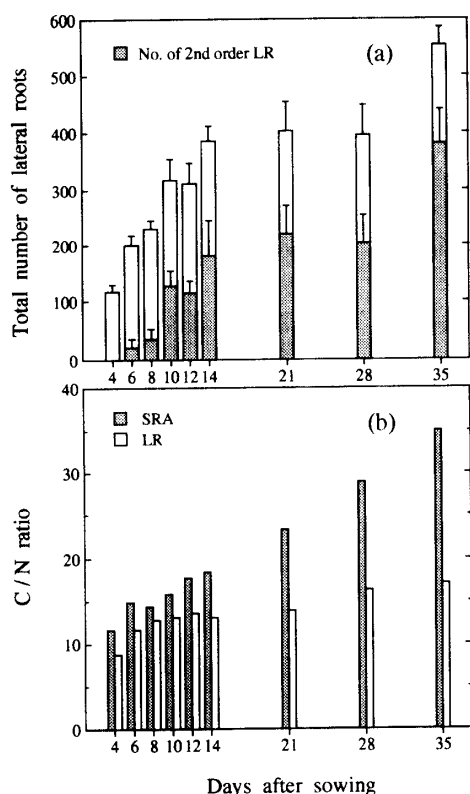 600
(a)
No. of 2nd order LR
500
400
300
200
100
0
Total number of lateral roots
4 6 8 10 12 14 21 28 35
40
SRA (b)
LR
30
20
10
0
C / N ratio
4 6 8 10 12 14 21 28 35
Days after sowing